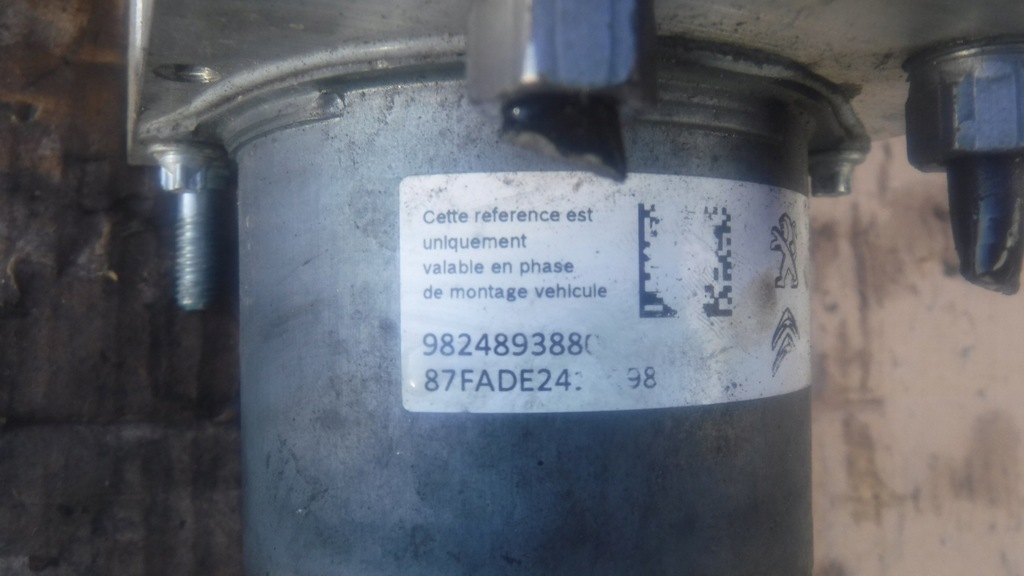 Cette reference est
uniquement
valable en phase
de montage vehicule
982489388
87FADE24 98